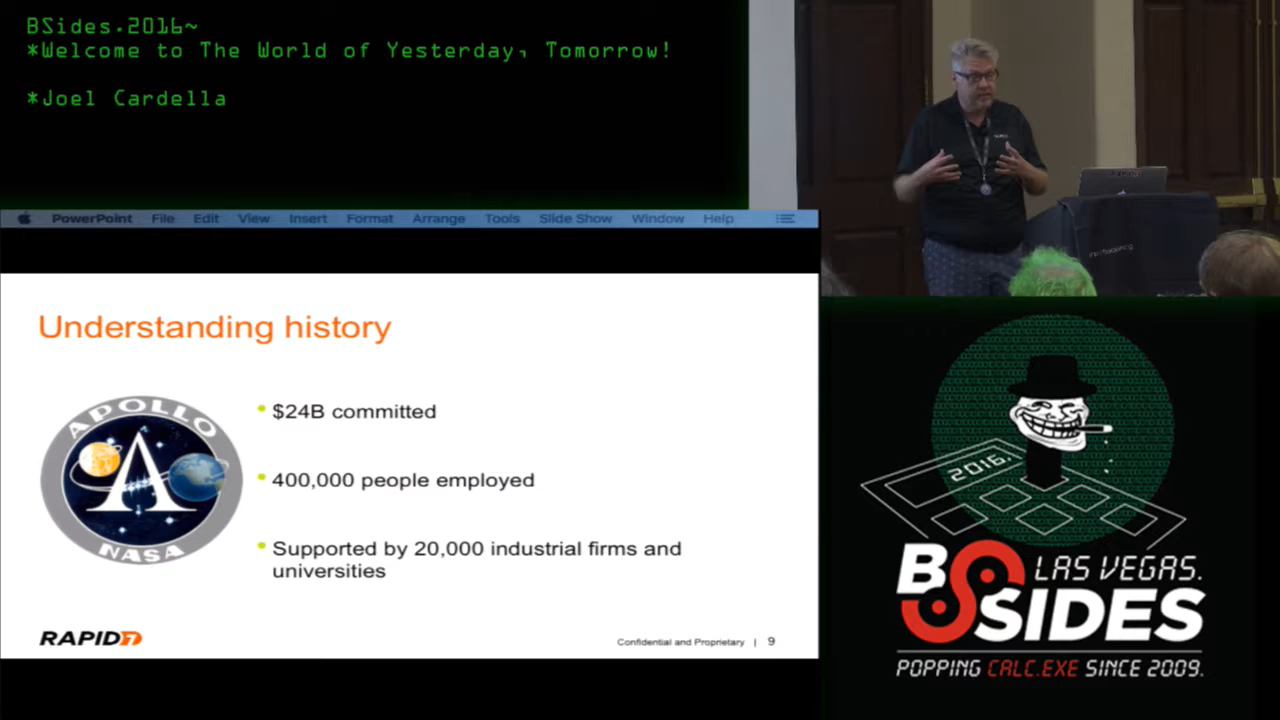 BSides.2016~
*Welcome to The World of Yesterday, Tomorrow!
*Joel Cardella
PowerPoint File Edit View Insert Format Arrange Tools Slide Show Window Help
Understanding history
APOLLO
A
NASA
• $24B committed
• 400,000 people employed
• Supported by 20,000 industrial firms and
universities
RAPID7
Confidential and Proprietary | 9
2016.
BSIDES
LAS VEGAS.
POPPING CALC.EXE SINCE 2009.